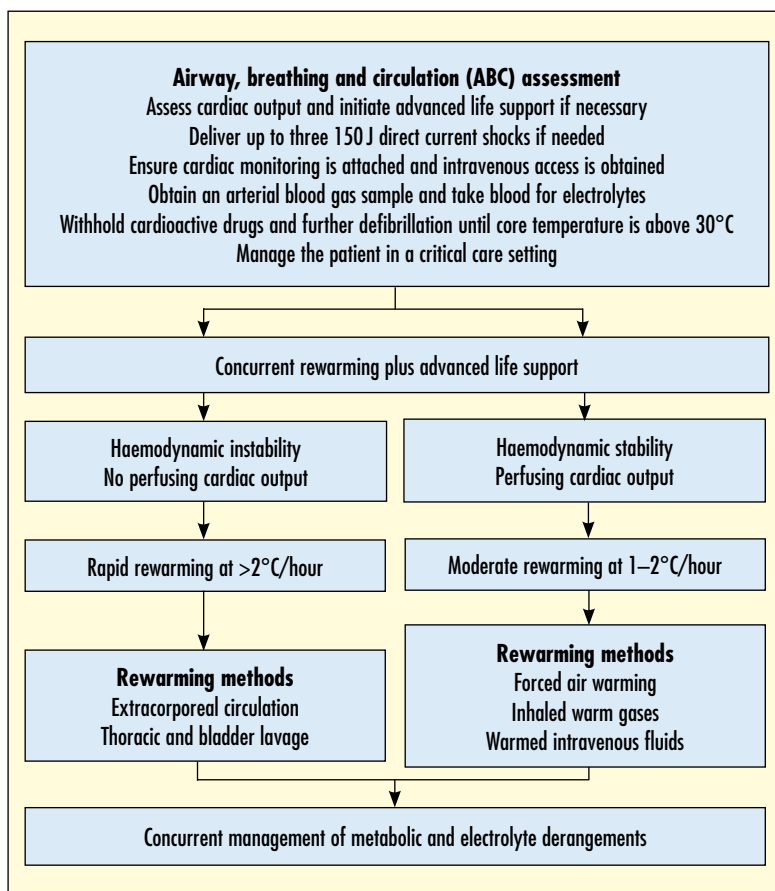 Airway, breathing and circulation (ABC) assessment
Assess cardiac output and initiate advanced life support if necessary
Deliver up to three 150 J direct current shocks if needed
Ensure cardiac monitoring is attached and intravenous access is obtained
Obtain an arterial blood gas sample and take blood for electrolytes
Withhold cardioactive drugs and further defibrillation until core temperature is above 30°C
Manage the patient in a critical care setting
Concurrent rewarming plus advanced life support
Haemodynamic instability
No perfusing cardiac output
Haemodynamic stability
Perfusing cardiac output
Rapid rewarming at >2°C/hour
Moderate rewarming at 1–2°C/hour
Rewarming methods
Extracorporeal circulation
Thoracic and bladder lavage
Rewarming methods
Forced air warming
Inhaled warm gases
Warmed intravenous fluids
Concurrent management of metabolic and electrolyte derangements